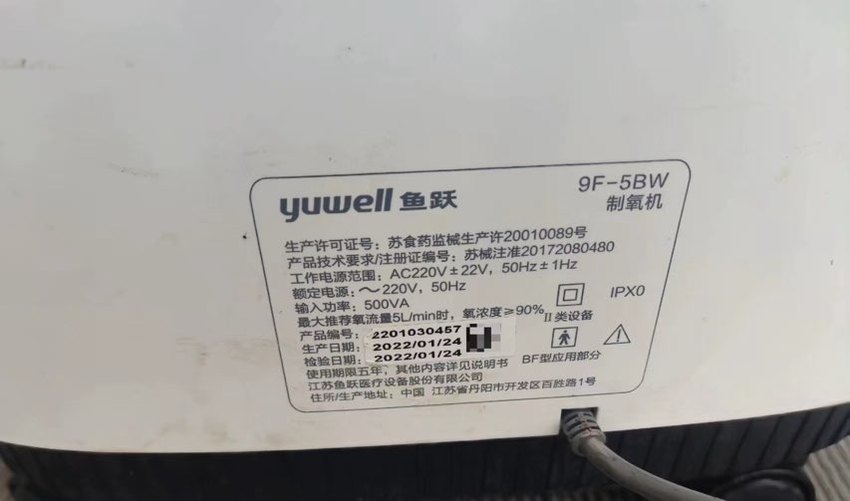 yuwell 鱼跃
9F-5BW
制氧机
生产许可证号：苏食药监械生产许20010089号
产品技术要求/注册证编号：苏械注准20172080480
工作电源范围：AC220V±22V，50Hz±1Hz
额定电源：～220V，50Hz
输入功率：500VA
最大推荐氧流量5L/min时，氧浓度≥90%
IPX0
II类设备
产品编号：2201030457
生产日期：2022/01/24
检验日期：2022/01/24
BF型应用部分
使用期限五年，其他内容详见说明书
江苏鱼跃医疗设备股份有限公司
住所/生产地址：中国 江苏省丹阳市开发区百胜路1号